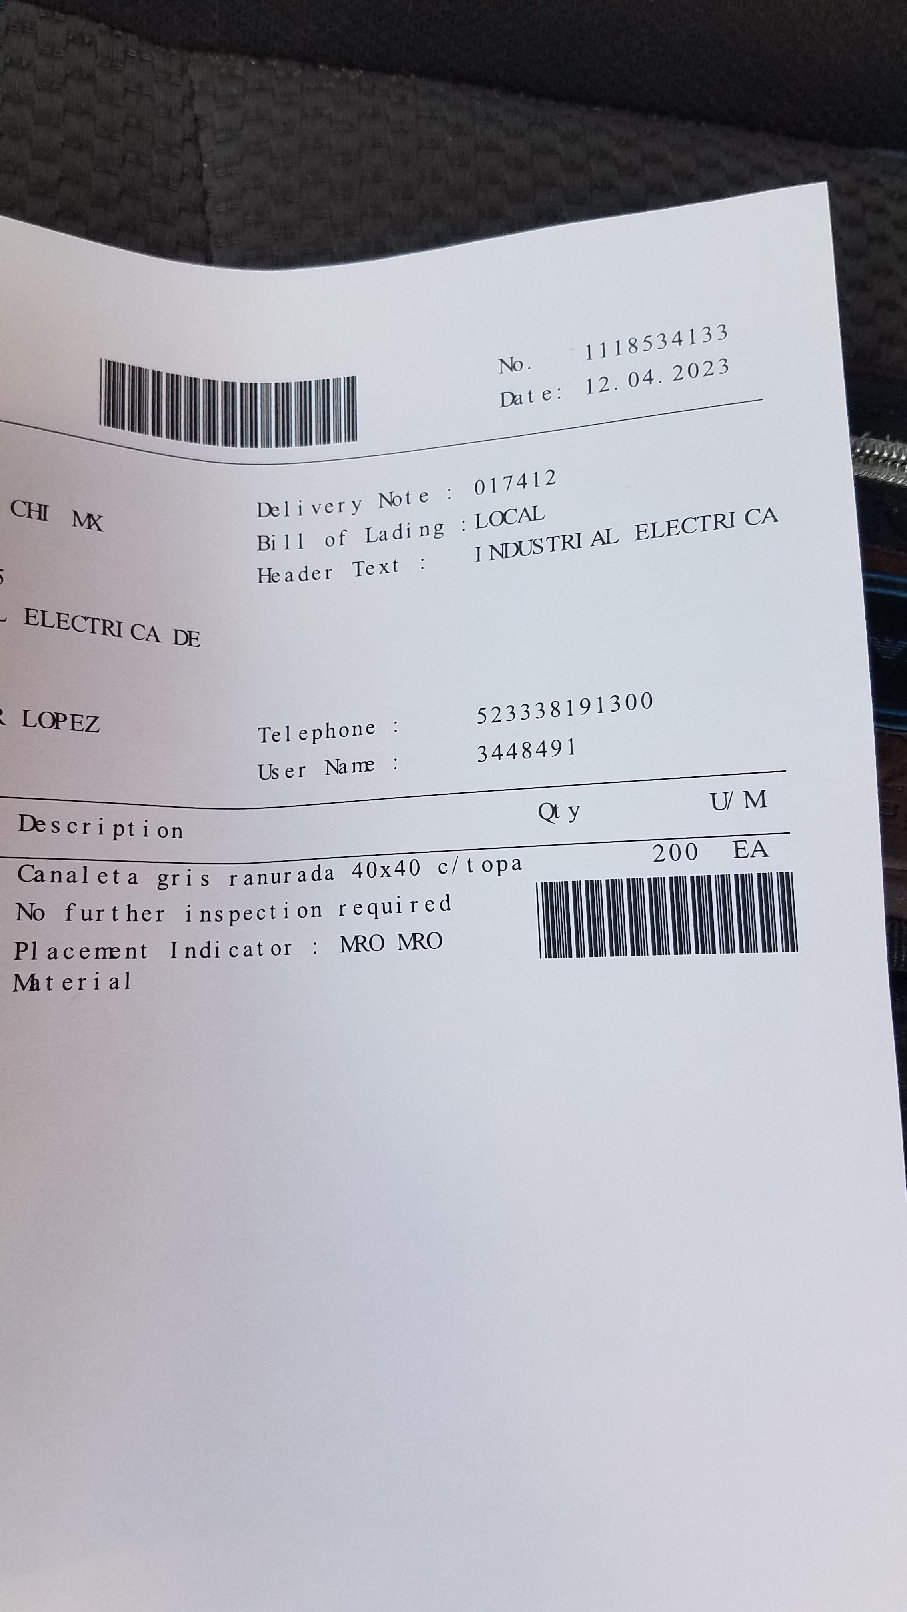 No. 1118534133
Date: 12.04.2023
CHI MX
Delivery Note : 017412
Bill of Lading : LOCAL
Header Text : INDUSTRIAL ELECTRICA
5
ELECTRICA DE
LOPEZ
Telephone : 523338191300
User Name : 3448491
Description Qty U/M
Canaleta gris ranurada 40x40 c/topa 200 EA
No further inspection required
Placement Indicator : MRO MRO
Material